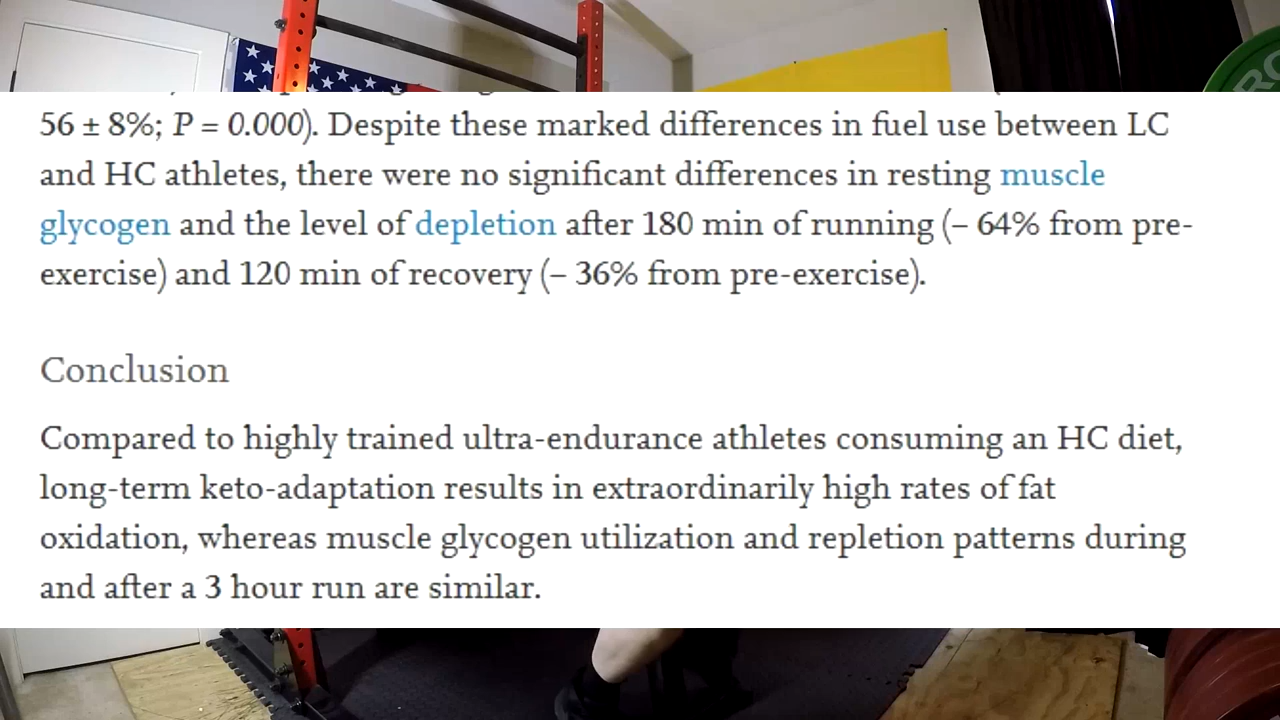 56 ± 8%; P = 0.000). Despite these marked differences in fuel use between LC
and HC athletes, there were no significant differences in resting muscle
glycogen and the level of depletion after 180 min of running (– 64% from pre-
exercise) and 120 min of recovery (– 36% from pre-exercise).
Conclusion
Compared to highly trained ultra-endurance athletes consuming an HC diet,
long-term keto-adaptation results in extraordinarily high rates of fat
oxidation, whereas muscle glycogen utilization and repletion patterns during
and after a 3 hour run are similar.